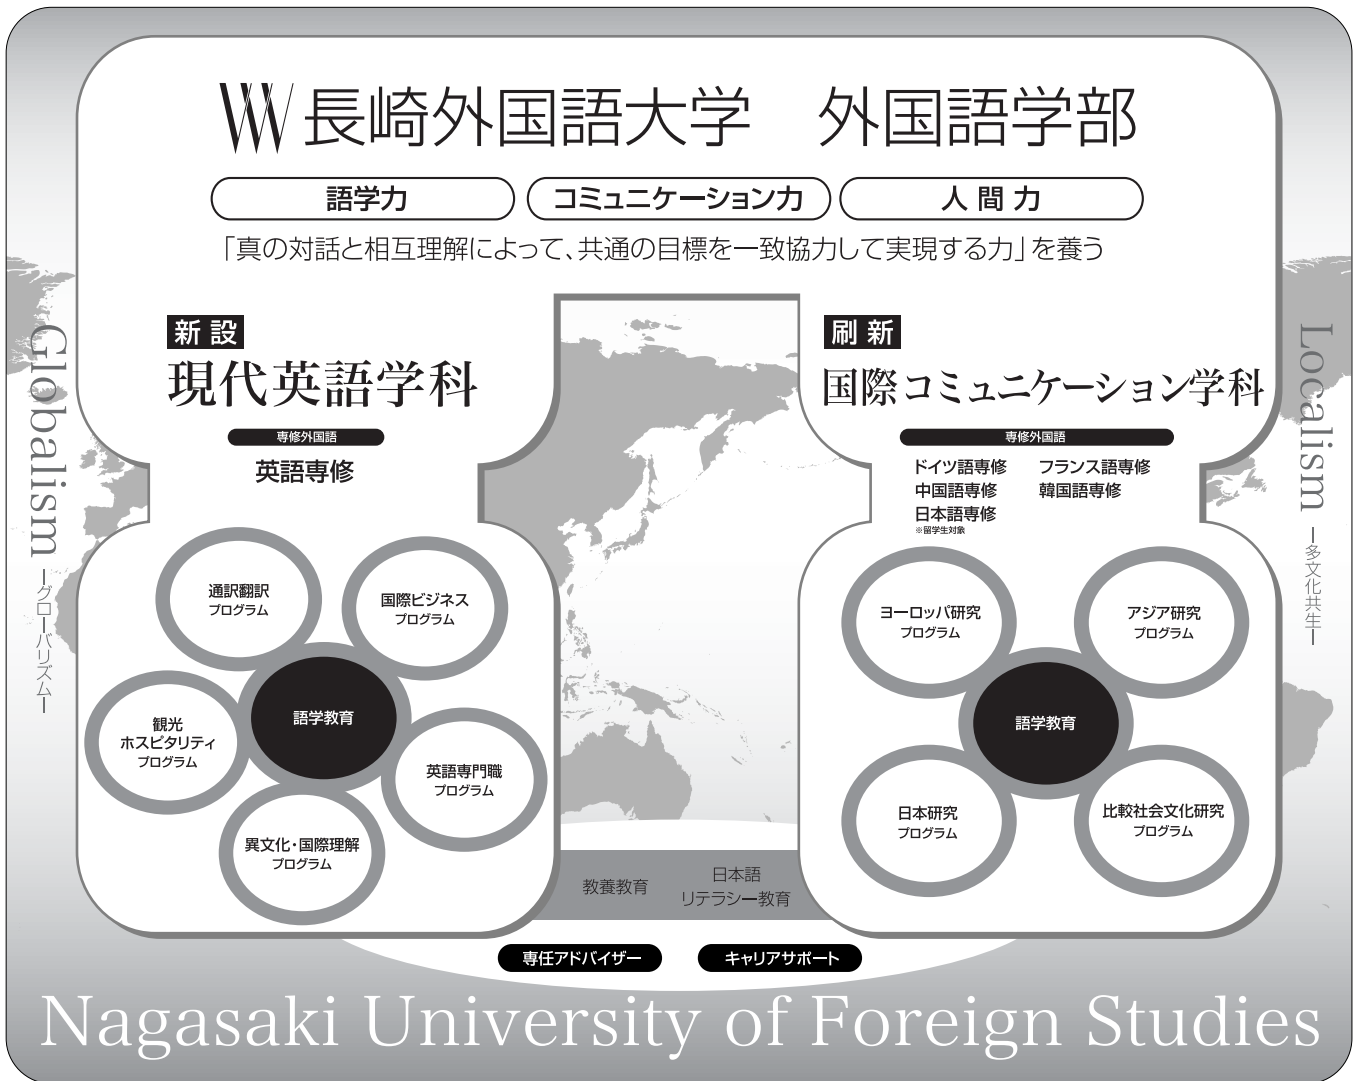 長崎外国語大学 外国語学部
語学力
コミュニケーション力
人間力
「真の対話と相互理解によって、共通の目標を一致協力して実現する力」を養う
新設
現代英語学科
専修外国語
英語専修
通訳翻訳
プログラム
国際ビジネス
プログラム
観光
ホスピタリティ
プログラム
語学教育
英語専門職
プログラム
異文化・国際理解
プログラム
刷新
国際コミュニケーション学科
専修外国語
ドイツ語専修 フランス語専修
中国語専修 韓国語専修
日本語専修
※留学生対象
ヨーロッパ研究
プログラム
アジア研究
プログラム
語学教育
日本研究
プログラム
比較社会文化研究
プログラム
Globalism ―グローバリズム―
Localism ―多文化共生―
教養教育
日本語
リテラシー教育
専任アドバイザー
キャリアサポート
Nagasaki University of Foreign Studies